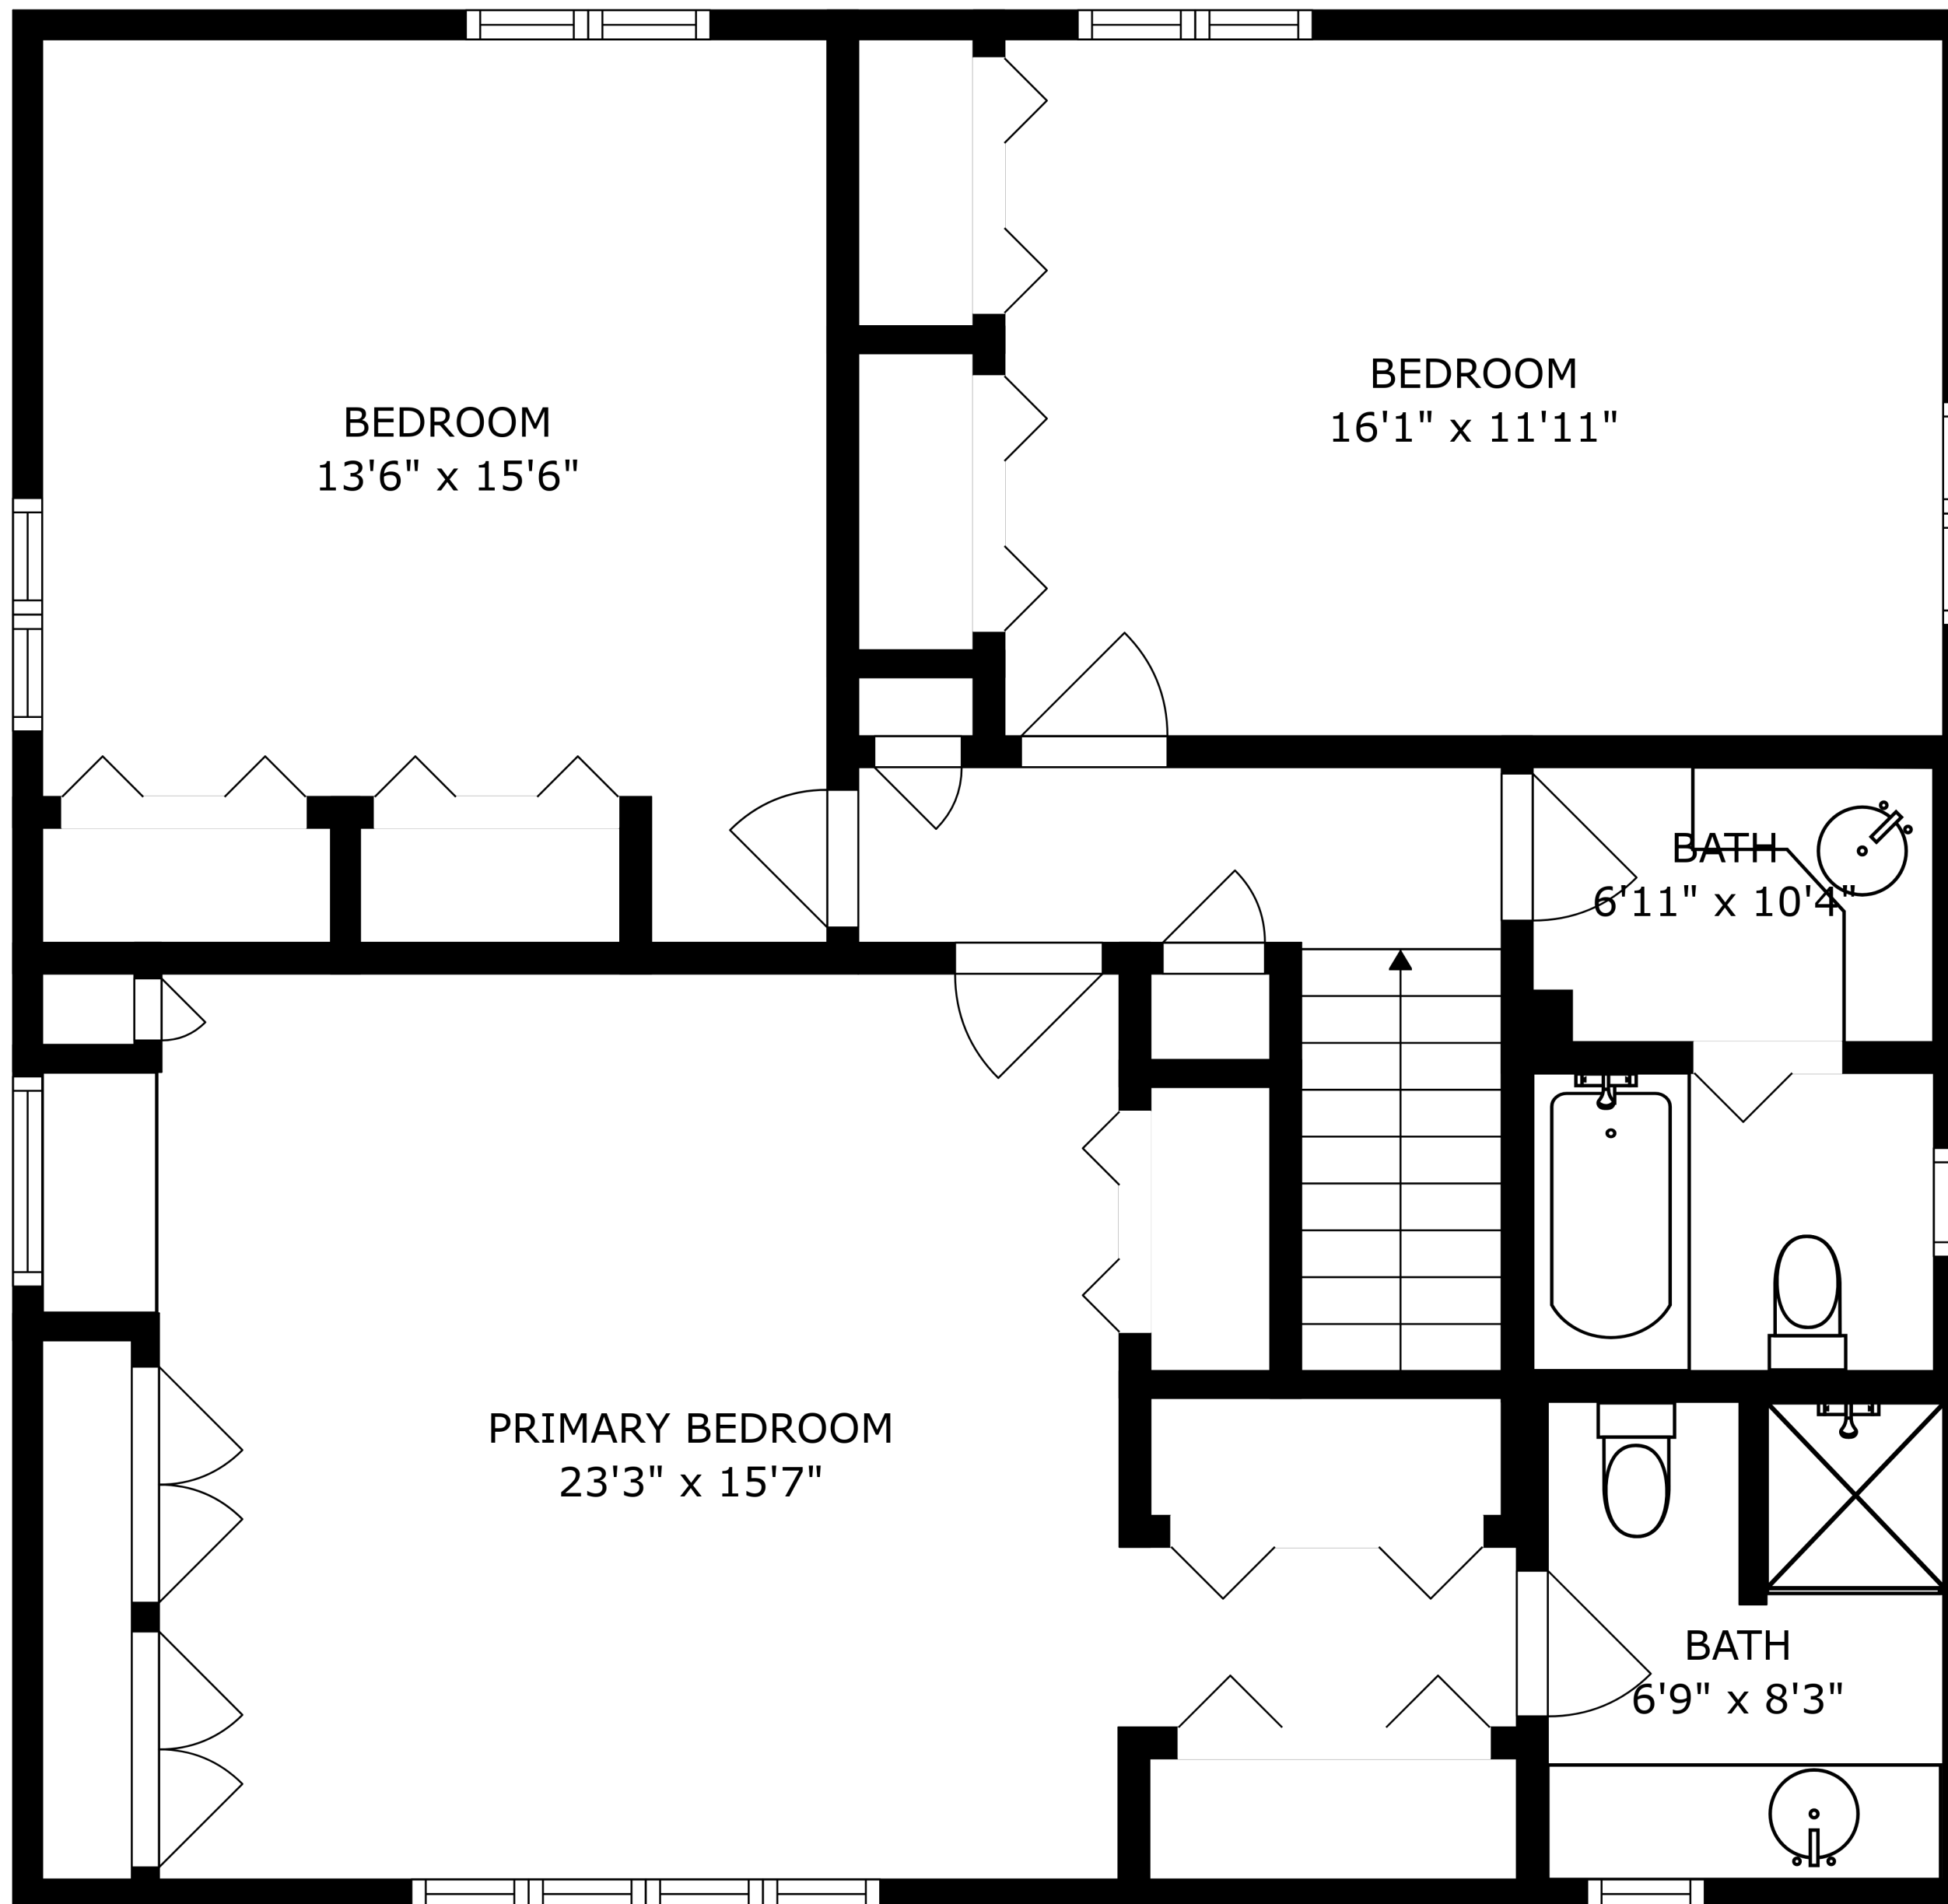 BEDROOM
13'6" x 15'6"
BEDROOM
16'1" x 11'11"
BATH
6'11" x 10'4"
PRIMARY BEDROOM
23'3" x 15'7"
BATH
6'9" x 8'3"